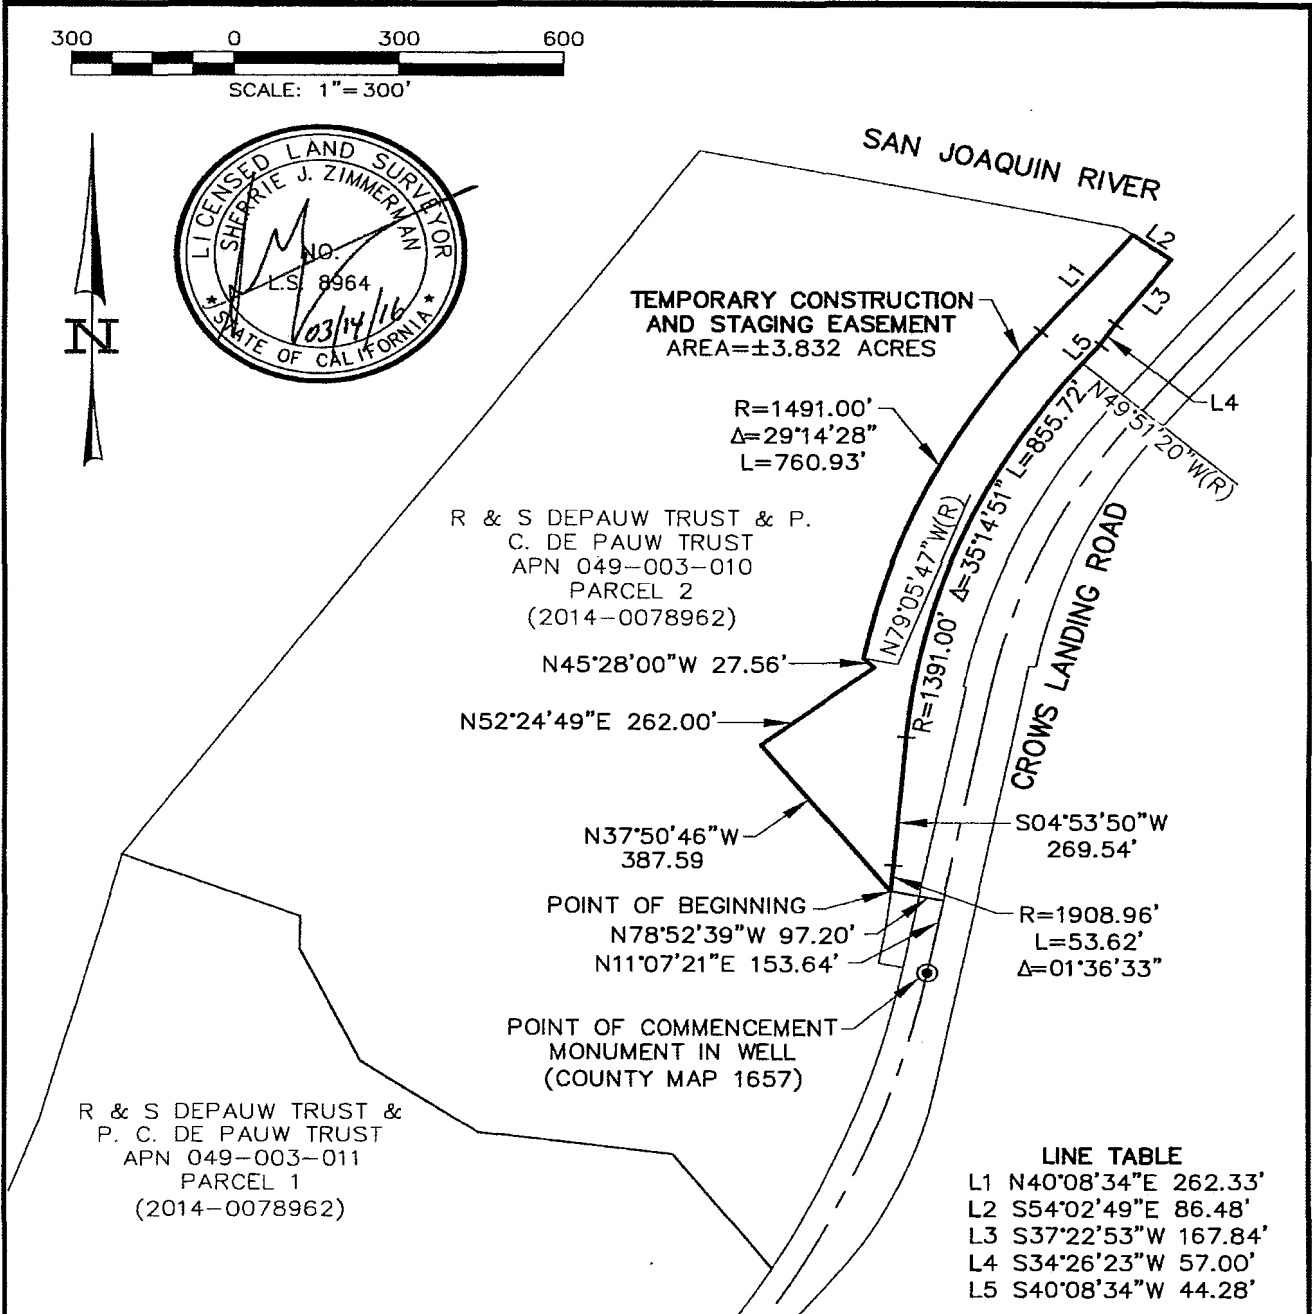 300 0 300 600
SCALE: 1"=300'
LICENSED LAND SURVEYOR
SHERRIE J. ZIMMERMAN
NO.
L.S. 8964
03/14/16
* STATE OF CALIFORNIA *
N
SAN JOAQUIN RIVER
L2
L1
L3
TEMPORARY CONSTRUCTION
AND STAGING EASEMENT
AREA=±3.832 ACRES
L5
L4
N49°51'20"W(R)
R=1491.00'
Δ=29°14'28"
L=760.93'
R=1391.00' Δ=35°14'51" L=855.72'
N79°05'47"W(R)
CROWS LANDING ROAD
R & S DEPAUW TRUST & P.
C. DE PAUW TRUST
APN 049-003-010
PARCEL 2
(2014-0078962)
N45°28'00"W 27.56'
N52°24'49"E 262.00'
N37°50'46"W
387.59
S04°53'50"W
269.54'
POINT OF BEGINNING
N78°52'39"W 97.20'
N11°07'21"E 153.64'
R=1908.96'
L=53.62'
Δ=01°36'33"
POINT OF COMMENCEMENT
MONUMENT IN WELL
(COUNTY MAP 1657)
R & S DEPAUW TRUST &
P. C. DE PAUW TRUST
APN 049-003-011
PARCEL 1
(2014-0078962)
LINE TABLE
L1 N40°08'34"E 262.33'
L2 S54°02'49"E 86.48'
L3 S37°22'53"W 167.84'
L4 S34°26'23"W 57.00'
L5 S40°08'34"W 44.28'